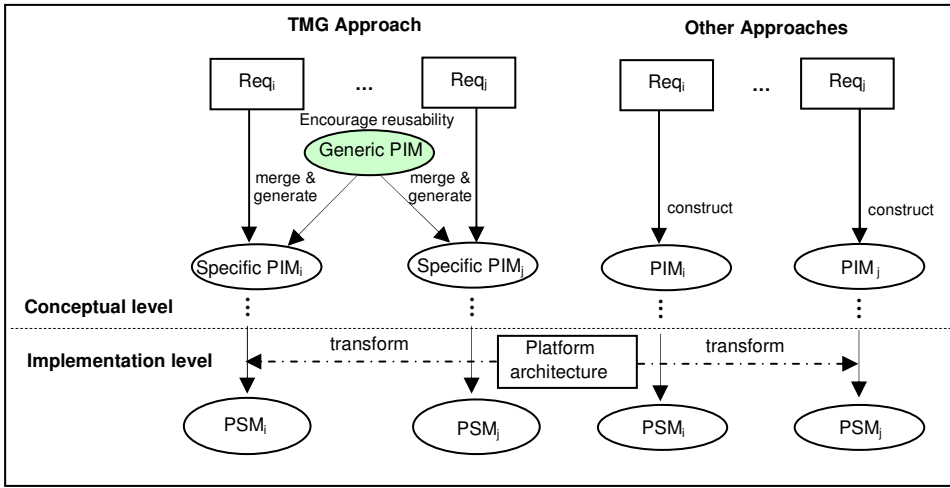 TMG Approach
Other Approaches
Reqᵢ
...
Reqⱼ
Reqᵢ
...
Reqⱼ
Encourage reusability
Generic PIM
merge &
generate
merge &
generate
construct
construct
Specific PIMᵢ
Specific PIMⱼ
PIMᵢ
PIMⱼ
Conceptual level
Implementation level
transform
Platform
architecture
transform
PSMᵢ
PSMⱼ
PSMᵢ
PSMⱼ